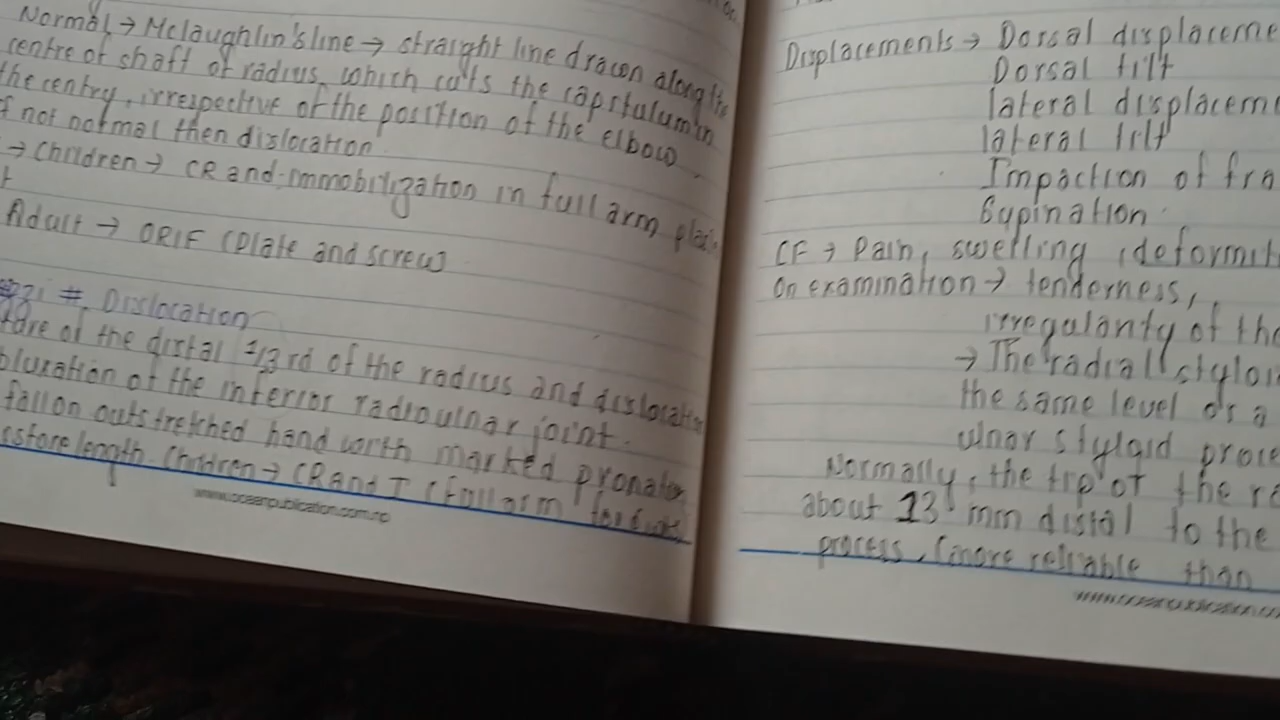 Normal → Mclaughlin's line → straight line drawn along the
centre of shaft of radius, which cuts the capitulum in
the centry, irrespective of the position of the elbow
not normal then dislocation
→ Children → CR and immobilization in full arm
Adult → ORIF (Plate and screw)
# Dislocation
of the distal 1/3rd of the radius and dislocation
of the inferior radioulnar joint.
fall on outstretched hand with marked pronation
length. Children → CR and I (Full arm
www.oceanpublication.com.np
Displacements → Dorsal
Dorsal tilt
lateral
lateral tilt
Impaction of
Supination
CF → Pain, swelling,
On examination → tenderness,
irregularity of
→ The radial
the same level
ulnar styloid
Normally, the tip of the
about 13 mm distal to the
process, (more reliable than